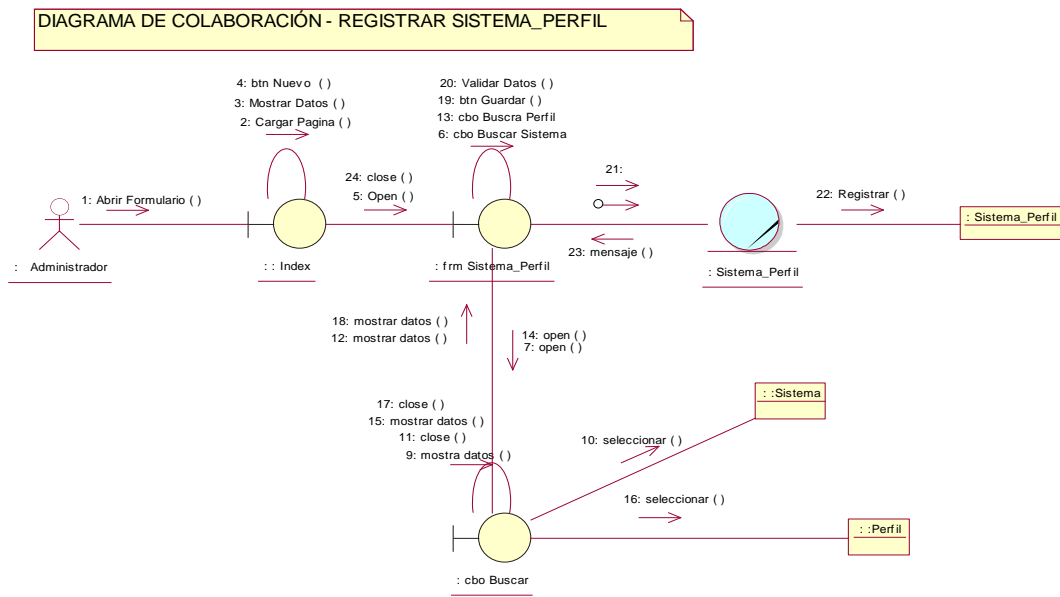 DIAGRAMA DE COLABORACIÓN - REGISTRAR SISTEMA_PERFIL
4: btn Nuevo ( )
3: Mostrar Datos ( )
2: Cargar Pagina ( )
20: Validar Datos ( )
19: btn Guardar ( )
13: cbo Buscra Perfil
6: cbo Buscar Sistema
24: close ( )
5: Open ( )
21:
1: Abrir Formulario ( )
22: Registrar ( )
23: mensaje ( )
: Administrador
: : Index
: frm Sistema_Perfil
: Sistema_Perfil
: Sistema_Perfil
18: mostrar datos ( )
12: mostrar datos ( )
14: open ( )
7: open ( )
17: close ( )
15: mostrar datos ( )
11: close ( )
9: mostra datos ( )
: :Sistema
10: seleccionar ( )
16: seleccionar ( )
: :Perfil
: cbo Buscar